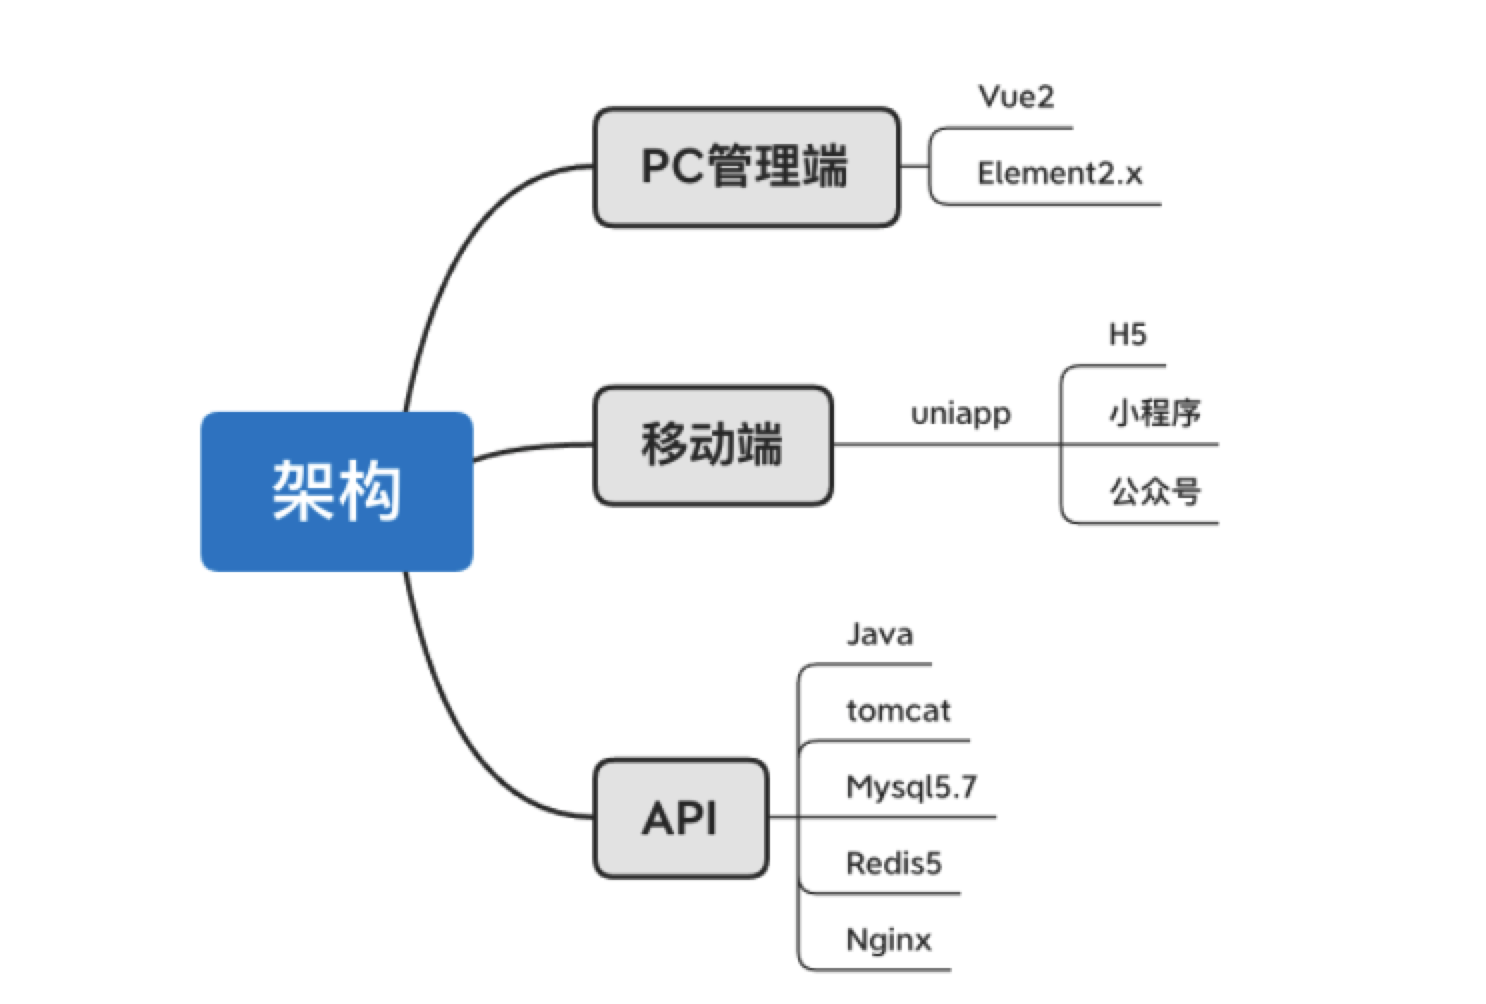 架构
PC管理端
Vue2
Element2.x
移动端
uniapp
H5
小程序
公众号
API
Java
tomcat
Mysql5.7
Redis5
Nginx